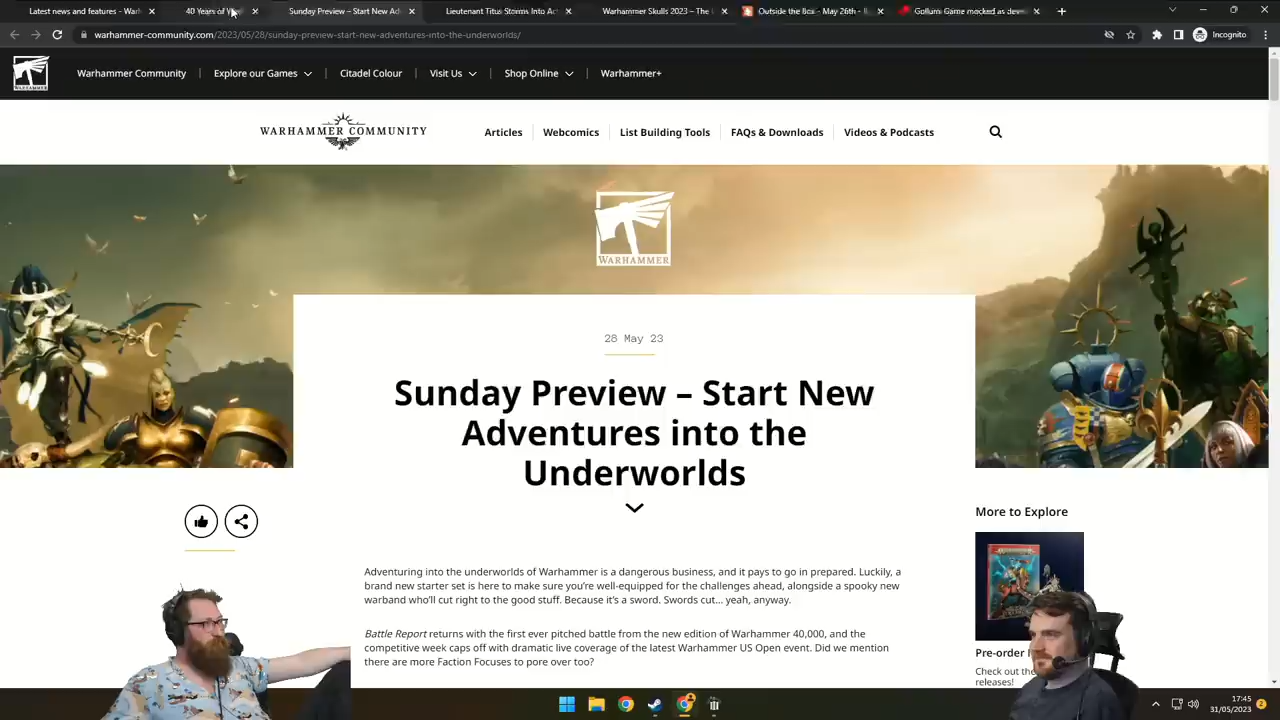 Latest news and features - War
40 Years of W
Sunday Preview – Start New Ad
Lieutenant Titus Storms Into Ac
Warhammer Skulls 2023 – The
Outside the Box - May 26th -
Gollum Game marked as
warhammer-community.com/2023/05/28/sunday-preview-start-new-adventures-into-the-underworlds/
Incognito
WARHAMMER
Warhammer Community
Explore our Games
Citadel Colour
Visit Us
Shop Online
Warhammer+
WARHAMMER COMMUNITY
Articles
Webcomics
List Building Tools
FAQs & Downloads
Videos & Podcasts
WARHAMMER
28 May 23
Sunday Preview – Start New
Adventures into the
Underworlds
More to Explore
Adventuring into the underworlds of Warhammer is a dangerous business, and it pays to go in prepared. Luckily, a
brand new starter set is here to make sure you're well-equipped for the challenges ahead, alongside a spooky new
warband who'll cut right to the good stuff. Because it's a sword. Swords cut… yeah, anyway.
Battle Report returns with the first ever pitched battle from the new edition of Warhammer 40,000, and the
competitive week caps off with dramatic live coverage of the latest Warhammer US Open event. Did we mention
there are more Faction Focuses to pore over too?
Pre-order
Check out the
releases!
17:45
31/05/2023